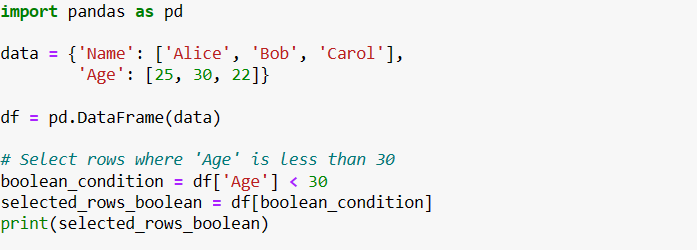 import pandas as pd
data = {'Name': ['Alice', 'Bob', 'Carol'],
        'Age': [25, 30, 22]}
df = pd.DataFrame(data)
# Select rows where 'Age' is less than 30
boolean_condition = df['Age'] < 30
selected_rows_boolean = df[boolean_condition]
print(selected_rows_boolean)